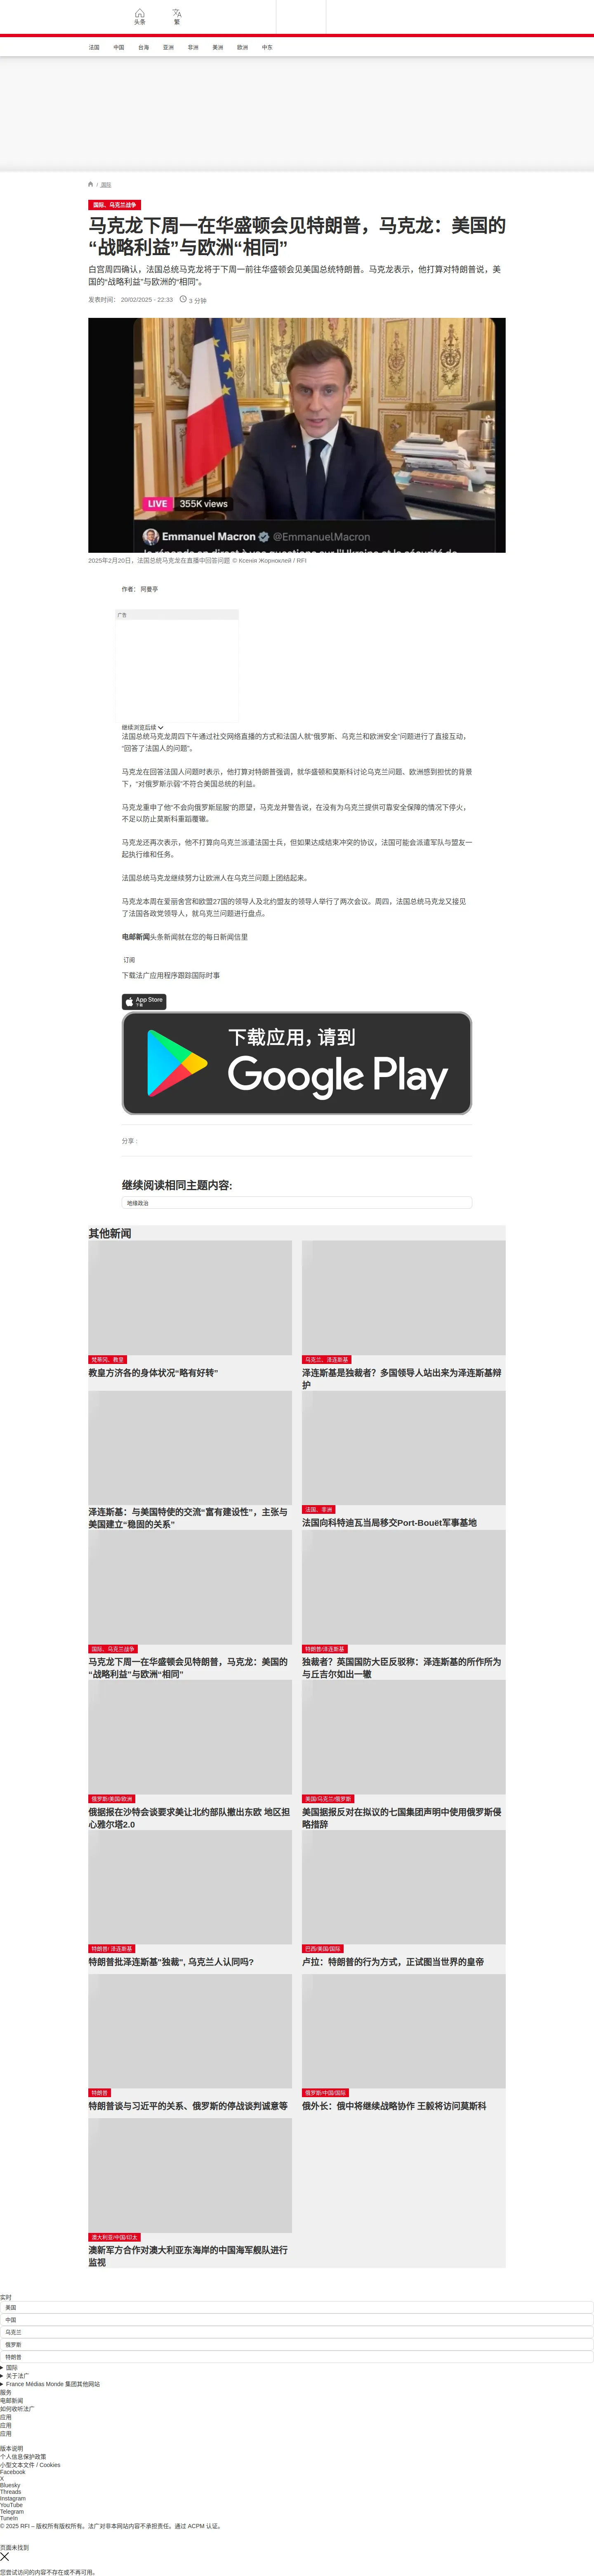 头条
繁
法国
中国
台海
亚洲
非洲
美洲
欧洲
中东
/ 国际
国际、乌克兰战争
马克龙下周一在华盛顿会见特朗普，马克龙：美国的
“战略利益”与欧洲“相同”
白宫周四确认，法国总统马克龙将于下周一前往华盛顿会见美国总统特朗普。马克龙表示，他打算对特朗普说，美
国的“战略利益”与欧洲的“相同”。
发表时间： 20/02/2025 - 22:33
3 分钟
LIVE 355K views
Emmanuel Macron @EmmanuelMacron
2025年2月20日，法国总统马克龙在直播中回答问题 © Ксенія Жорноклей / RFI
作者： 阿曼亭
广告
继续浏览后续
法国总统马克龙周四下午通过社交网络直播的方式和法国人就“俄罗斯、乌克兰和欧洲安全”问题进行了直接互动，
“回答了法国人的问题”。
马克龙在回答法国人问题时表示，他打算对特朗普强调，就华盛顿和莫斯科讨论乌克兰问题、欧洲感到担忧的背景
下，“对俄罗斯示弱”不符合美国总统的利益。
马克龙重申了他“不会向俄罗斯屈服”的愿望，马克龙并警告说，在没有为乌克兰提供可靠安全保障的情况下停火，
不足以防止莫斯科重蹈覆辙。
马克龙还再次表示，他不打算向乌克兰派遣法国士兵，但如果达成结束冲突的协议，法国可能会派遣军队与盟友一
起执行维和任务。
法国总统马克龙继续努力让欧洲人在乌克兰问题上团结起来。
马克龙本周在爱丽舍宫和欧盟27国的领导人及北约盟友的领导人举行了两次会议。周四，法国总统马克龙又接见
了法国各政党领导人，就乌克兰问题进行盘点。
电邮新闻头条新闻就在您的每日新闻信里
订阅
下载法广应用程序跟踪国际时事
App Store
下载
下载应用，请到
Google Play
分享 :
继续阅读相同主题内容:
地缘政治
其他新闻
梵蒂冈、教皇
教皇方济各的身体状况“略有好转”
乌克兰、泽连斯基
泽连斯基是独裁者？多国领导人站出来为泽连斯基辩
护
泽连斯基：与美国特使的交流“富有建设性”，主张与
美国建立“稳固的关系”
法国、非洲
法国向科特迪瓦当局移交Port-Bouët军事基地
国际、乌克兰战争
马克龙下周一在华盛顿会见特朗普，马克龙：美国的
“战略利益”与欧洲“相同”
特朗普/泽连斯基
独裁者？英国国防大臣反驳称：泽连斯基的所作所为
与丘吉尔如出一辙
俄罗斯/美国/欧洲
俄据报在沙特会谈要求美让北约部队撤出东欧 地区担
心雅尔塔2.0
美国/乌克兰/俄罗斯
美国据报反对在拟议的七国集团声明中使用俄罗斯侵
略措辞
特朗普/ 泽连斯基
特朗普批泽连斯基"独裁", 乌克兰人认同吗?
巴西/美国/国际
卢拉：特朗普的行为方式，正试图当世界的皇帝
特朗普
特朗普谈与习近平的关系、俄罗斯的停战谈判诚意等
俄罗斯/中国/国际
俄外长：俄中将继续战略协作 王毅将访问莫斯科
澳大利亚/中国/印太
澳新军方合作对澳大利亚东海岸的中国海军舰队进行
监视
实时
美国
中国
乌克兰
俄罗斯
特朗普
国际
关于法广
France Médias Monde 集团其他网站
服务
电邮新闻
如何收听法广
应用
应用
应用
版本说明
个人信息保护政策
小型文本文件 / Cookies
Facebook
X
Bluesky
Threads
Instagram
YouTube
Telegram
TuneIn
© 2025 RFI – 版权所有版权所有。法广对非本网站内容不承担责任。通过 ACPM 认证。
页面未找到
您尝试访问的内容不存在或不再可用。